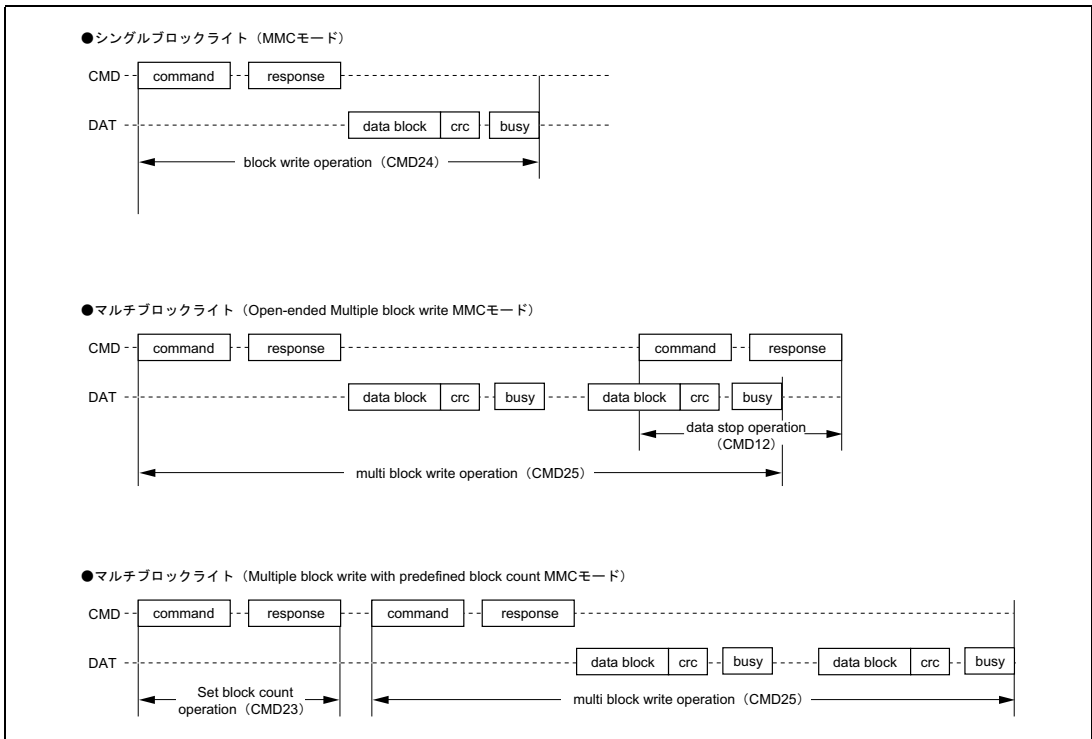 ●シングルブロックライト（MMCモード）
CMD command response
DAT data block crc busy
block write operation（CMD24）
●マルチブロックライト（Open-ended Multiple block write MMCモード）
CMD command response command response
DAT data block crc busy data block crc busy
data stop operation
（CMD12）
multi block write operation（CMD25）
●マルチブロックライト（Multiple block write with predefined block count MMCモード）
CMD command response command response
DAT data block crc busy data block crc busy
Set block count
operation（CMD23）
multi block write operation（CMD25）